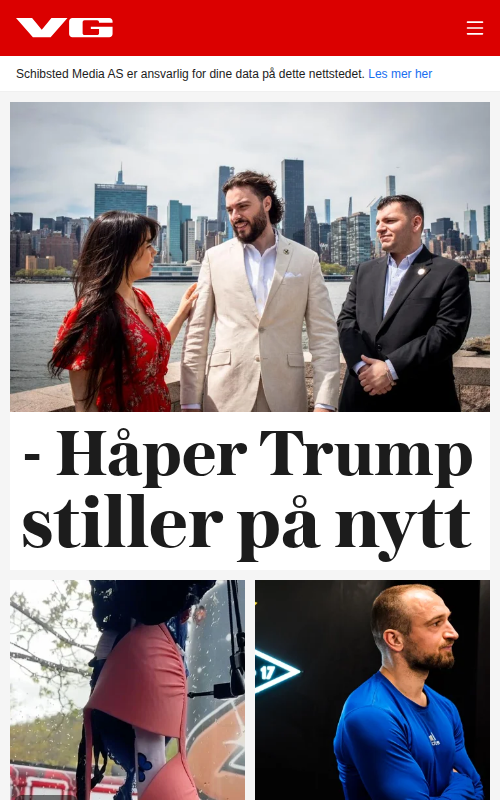 VG
Schibsted Media AS er ansvarlig for dine data på dette nettstedet. Les mer her
- Håper Trump
stiller på nytt
17